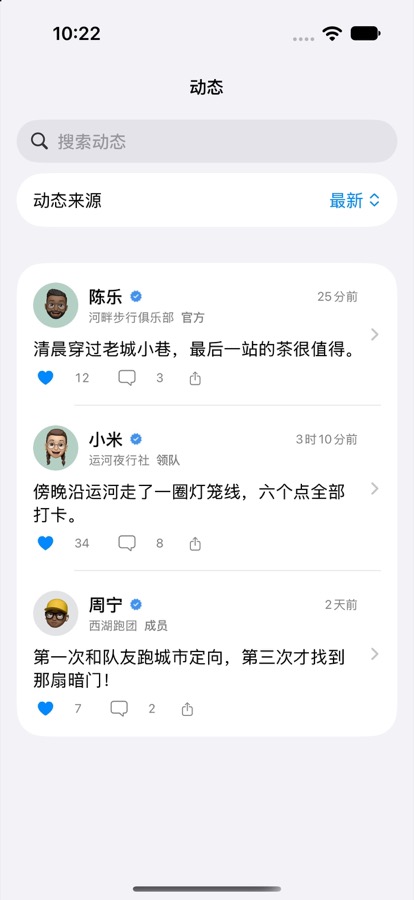 10:22
动态
搜索动态
动态来源 最新
陈乐 25分前
河畔步行俱乐部 官方
清晨穿过老城小巷，最后一站的茶很值得。
12 3
小米 3时10分前
运河夜行社 领队
傍晚沿运河走了一圈灯笼线，六个点全部
打卡。
34 8
周宁 2天前
西湖跑团 成员
第一次和队友跑城市定向，第三次才找到
那扇暗门！
7 2